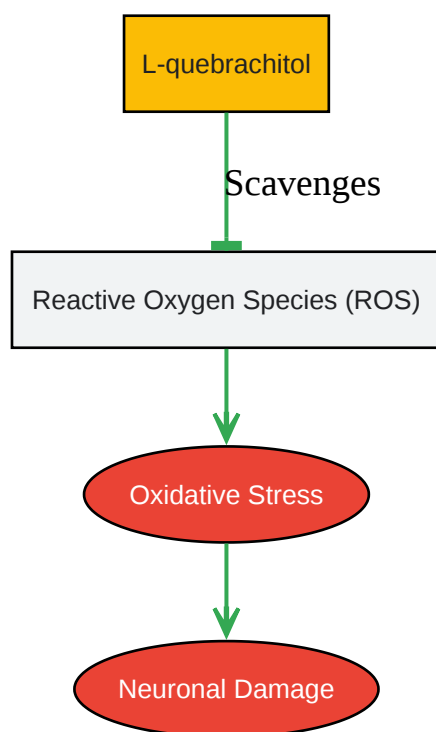 L-quebrachitol
Scavenges
Reactive Oxygen Species (ROS)
Oxidative Stress
Neuronal Damage